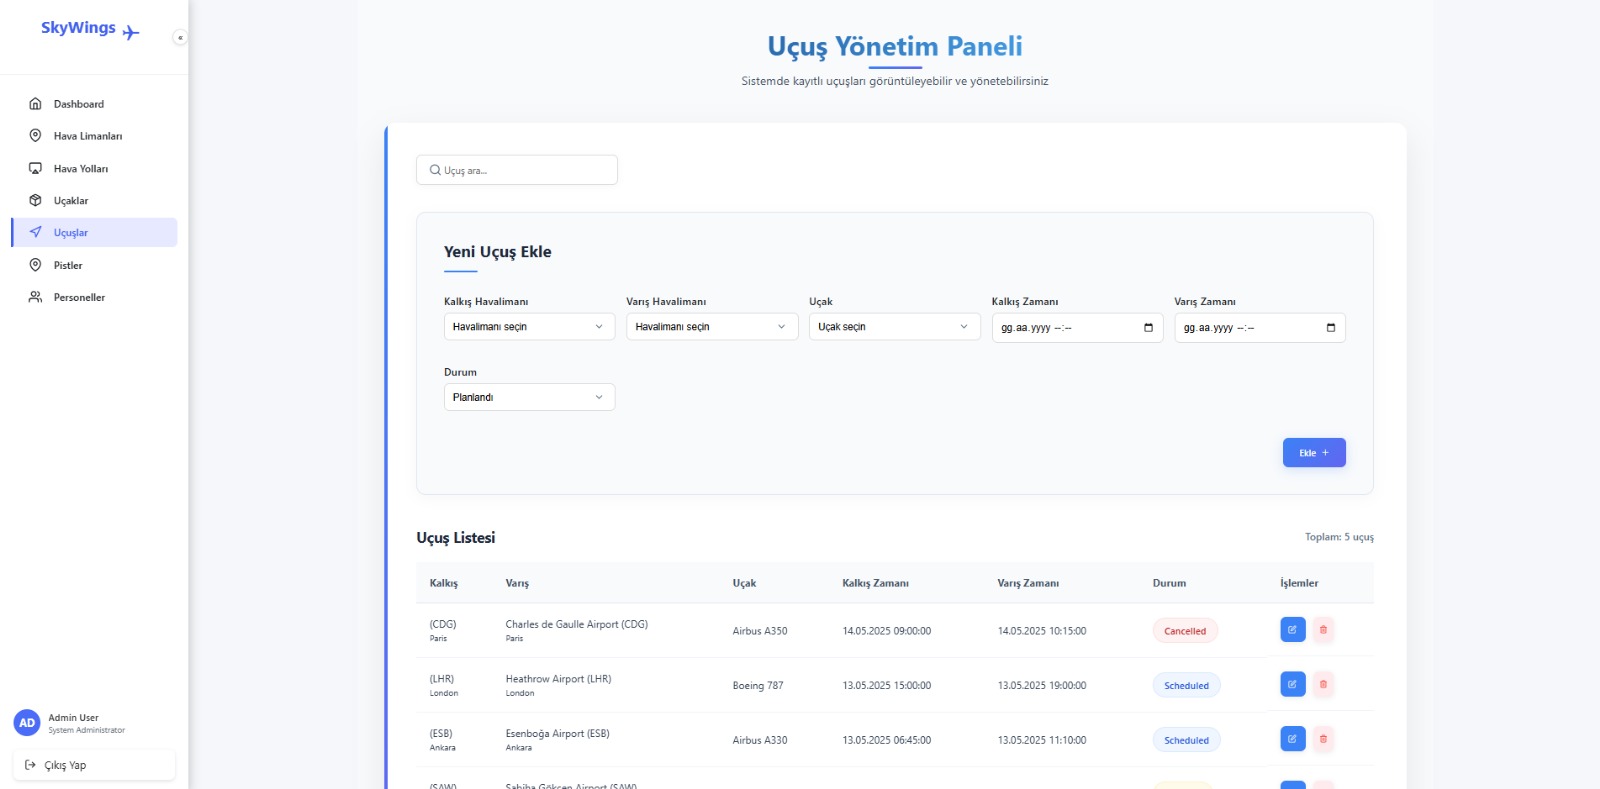 SkyWings
«
Dashboard
Hava Limanları
Hava Yolları
Uçaklar
Uçuşlar
Pistler
Personeller
AD
Admin User
System Administrator
Çıkış Yap
Uçuş Yönetim Paneli
Sistemde kayıtlı uçuşları görüntüleyebilir ve yönetebilirsiniz
Uçuş ara...
Yeni Uçuş Ekle
Kalkış Havalimanı Varış Havalimanı Uçak Kalkış Zamanı Varış Zamanı
Havalimanı seçin Havalimanı seçin Uçak seçin gg.aa.yyyy --:-- gg.aa.yyyy --:--
Durum
Planlandı
Ekle +
Uçuş Listesi Toplam: 5 uçuş
Kalkış Varış Uçak Kalkış Zamanı Varış Zamanı Durum İşlemler
(CDG) Charles de Gaulle Airport (CDG) Airbus A350 14.05.2025 09:00:00 14.05.2025 10:15:00 Cancelled
Paris Paris
(LHR) Heathrow Airport (LHR) Boeing 787 13.05.2025 15:00:00 13.05.2025 19:00:00 Scheduled
London London
(ESB) Esenboğa Airport (ESB) Airbus A330 13.05.2025 06:45:00 13.05.2025 11:10:00 Scheduled
Ankara Ankara
(SAW) Sabiha Gökçen Airport (SAW)